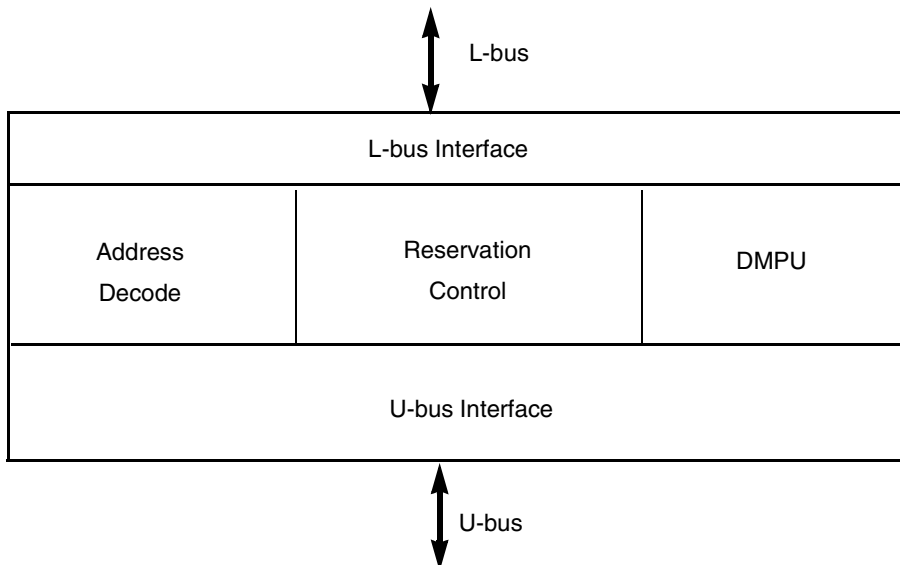 L-bus
L-bus Interface
Address
Decode
Reservation
Control
DMPU
U-bus Interface
U-bus